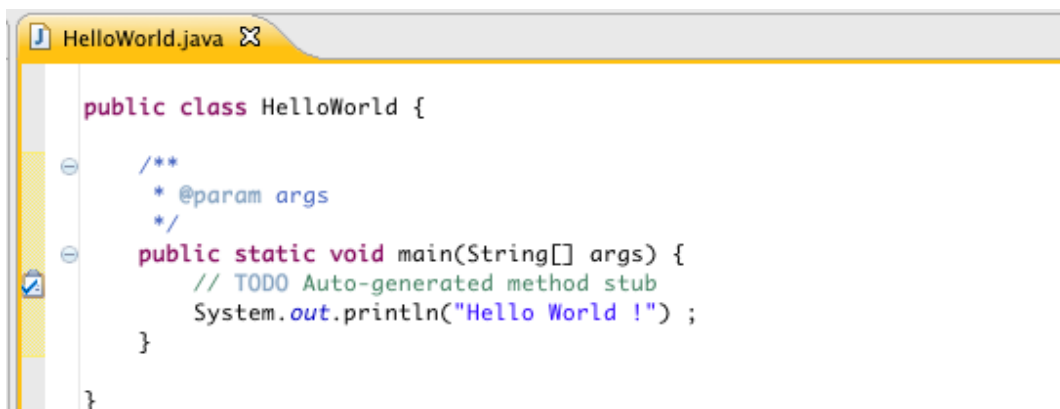 HelloWorld.java
public class HelloWorld {
/**
* @param args
*/
public static void main(String[] args) {
// TODO Auto-generated method stub
System.out.println("Hello World !") ;
}
}